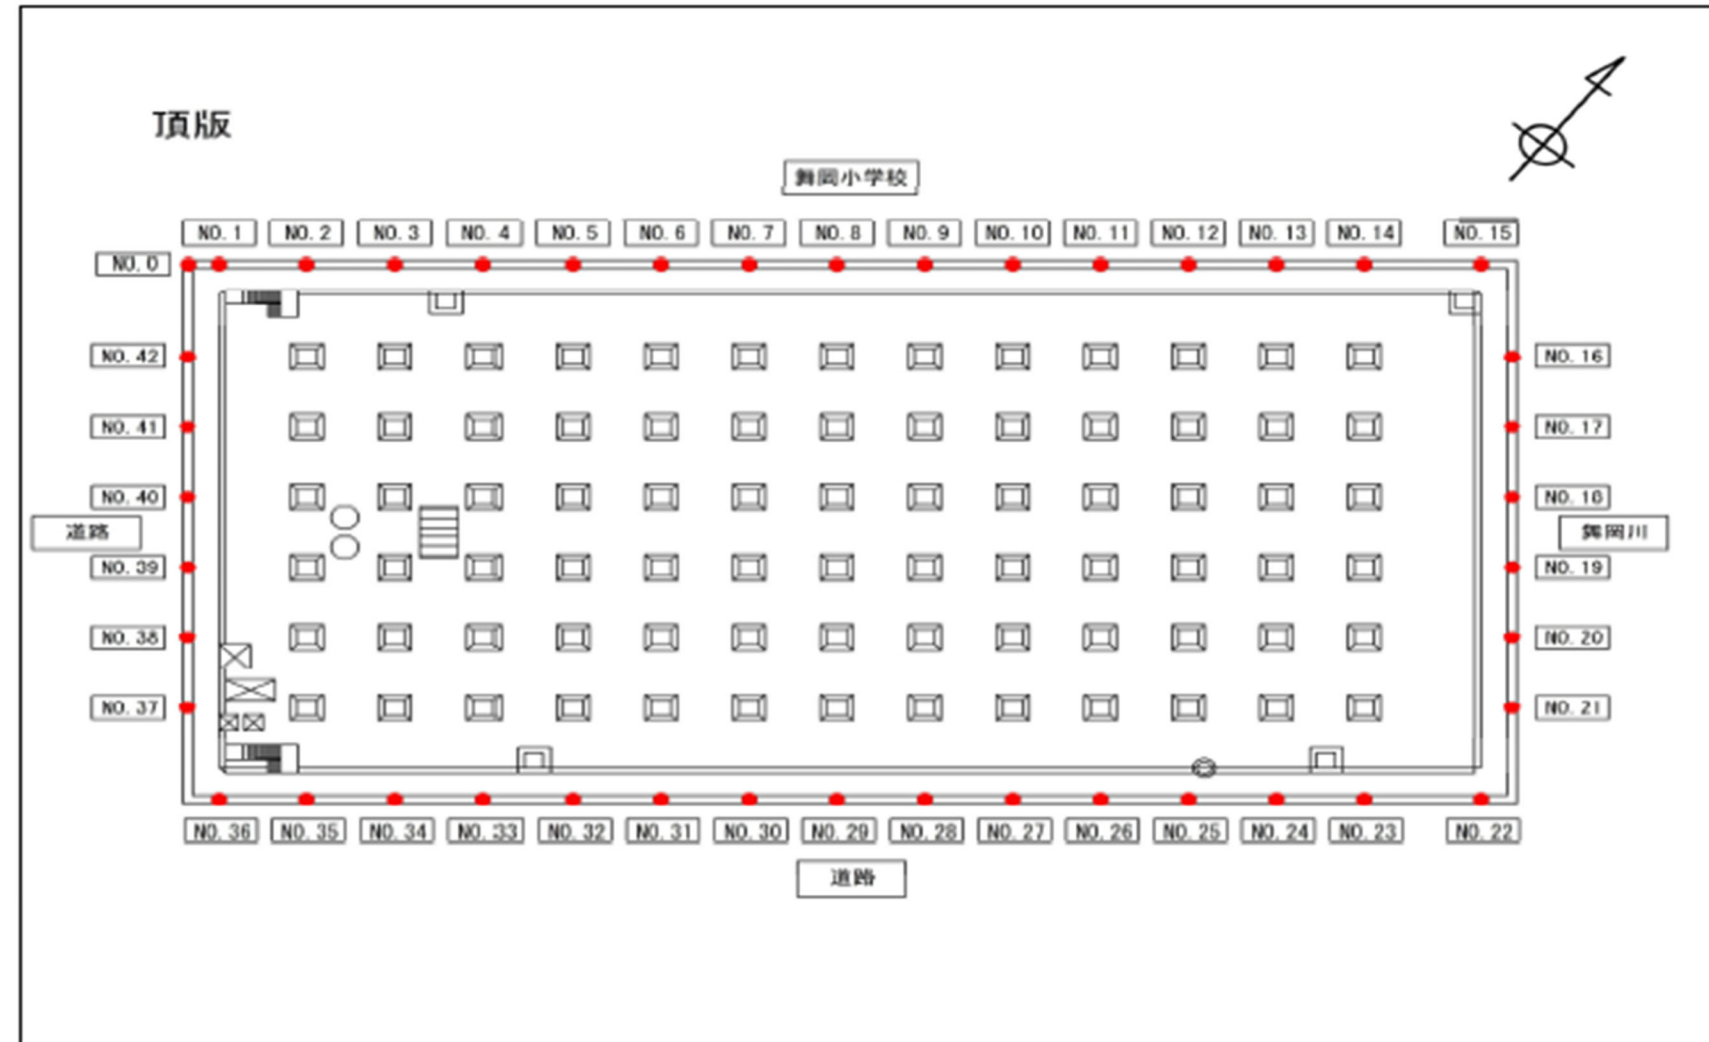 頂版
舞岡小学校
NO. 1 NO. 2 NO. 3 NO. 4 NO. 5 NO. 6 NO. 7 NO. 8 NO. 9 NO. 10 NO. 11 NO. 12 NO. 13 NO. 14 NO. 15
NO. 0
NO. 42 NO. 16
NO. 41 NO. 17
NO. 40 NO. 18
道路 舞岡川
NO. 39 NO. 19
NO. 38 NO. 20
NO. 37 NO. 21
NO. 36 NO. 35 NO. 34 NO. 33 NO. 32 NO. 31 NO. 30 NO. 29 NO. 28 NO. 27 NO. 26 NO. 25 NO. 24 NO. 23 NO. 22
道路